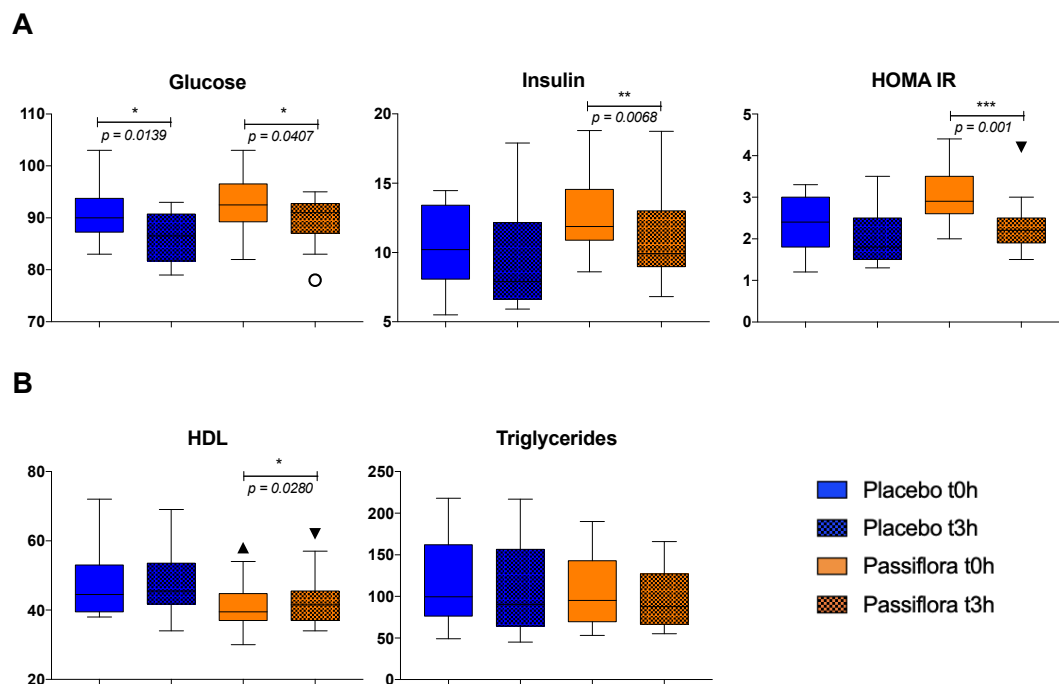 A
Glucose
110
100
90
80
70
*
p = 0.0139
*
p = 0.0407
Insulin
20
15
10
5
**
p = 0.0068
HOMA IR
5
4
3
2
1
0
***
p = 0.001
B
HDL
80
60
40
20
*
p = 0.0280
Triglycerides
250
200
150
100
50
0
Placebo t0h
Placebo t3h
Passiflora t0h
Passiflora t3h